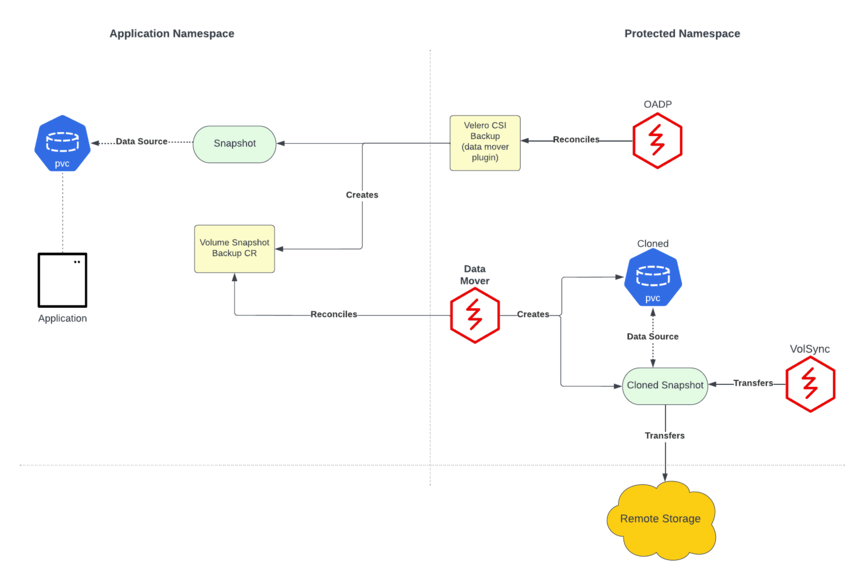 Application Namespace
Protected Namespace
OADP
Velero CSI
Backup
(data mover
plugin)
Reconciles
Data Source
Snapshot
pvc
Creates
Volume Snapshot
Backup CR
Cloned
pvc
Data
Mover
Application
Reconciles
Creates
Data Source
VolSync
Cloned Snapshot
Transfers
Transfers
Remote Storage